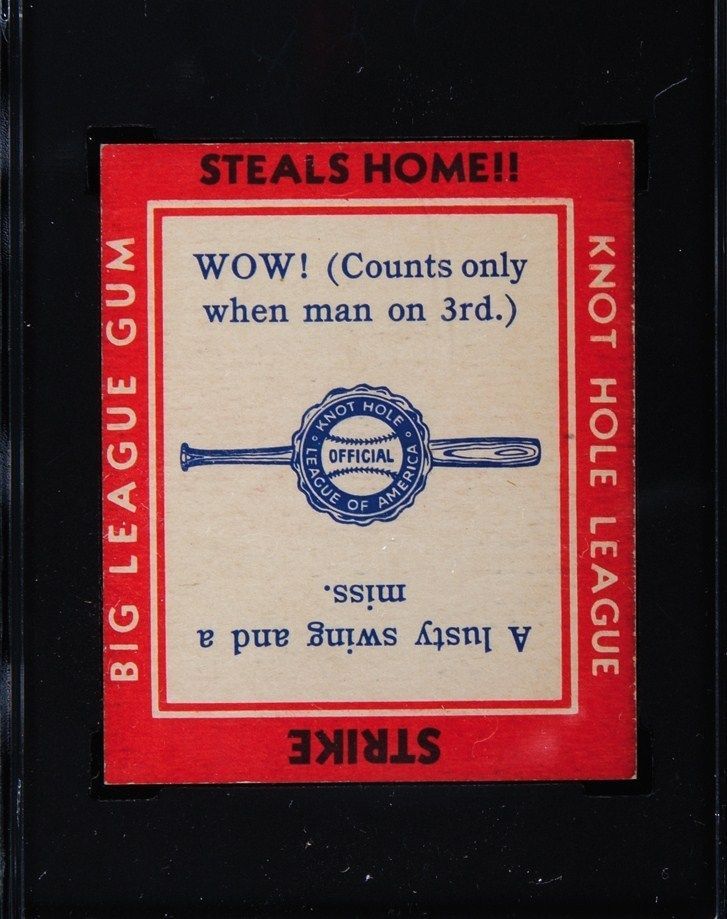 STEALS HOME!!
WOW! (Counts only
when man on 3rd.)
BIG LEAGUE GUM
KNOT HOLE LEAGUE
KNOT HOLE
OFFICIAL
LEAGUE OF AMERICA
A lusty swing and a
miss.
STRIKE